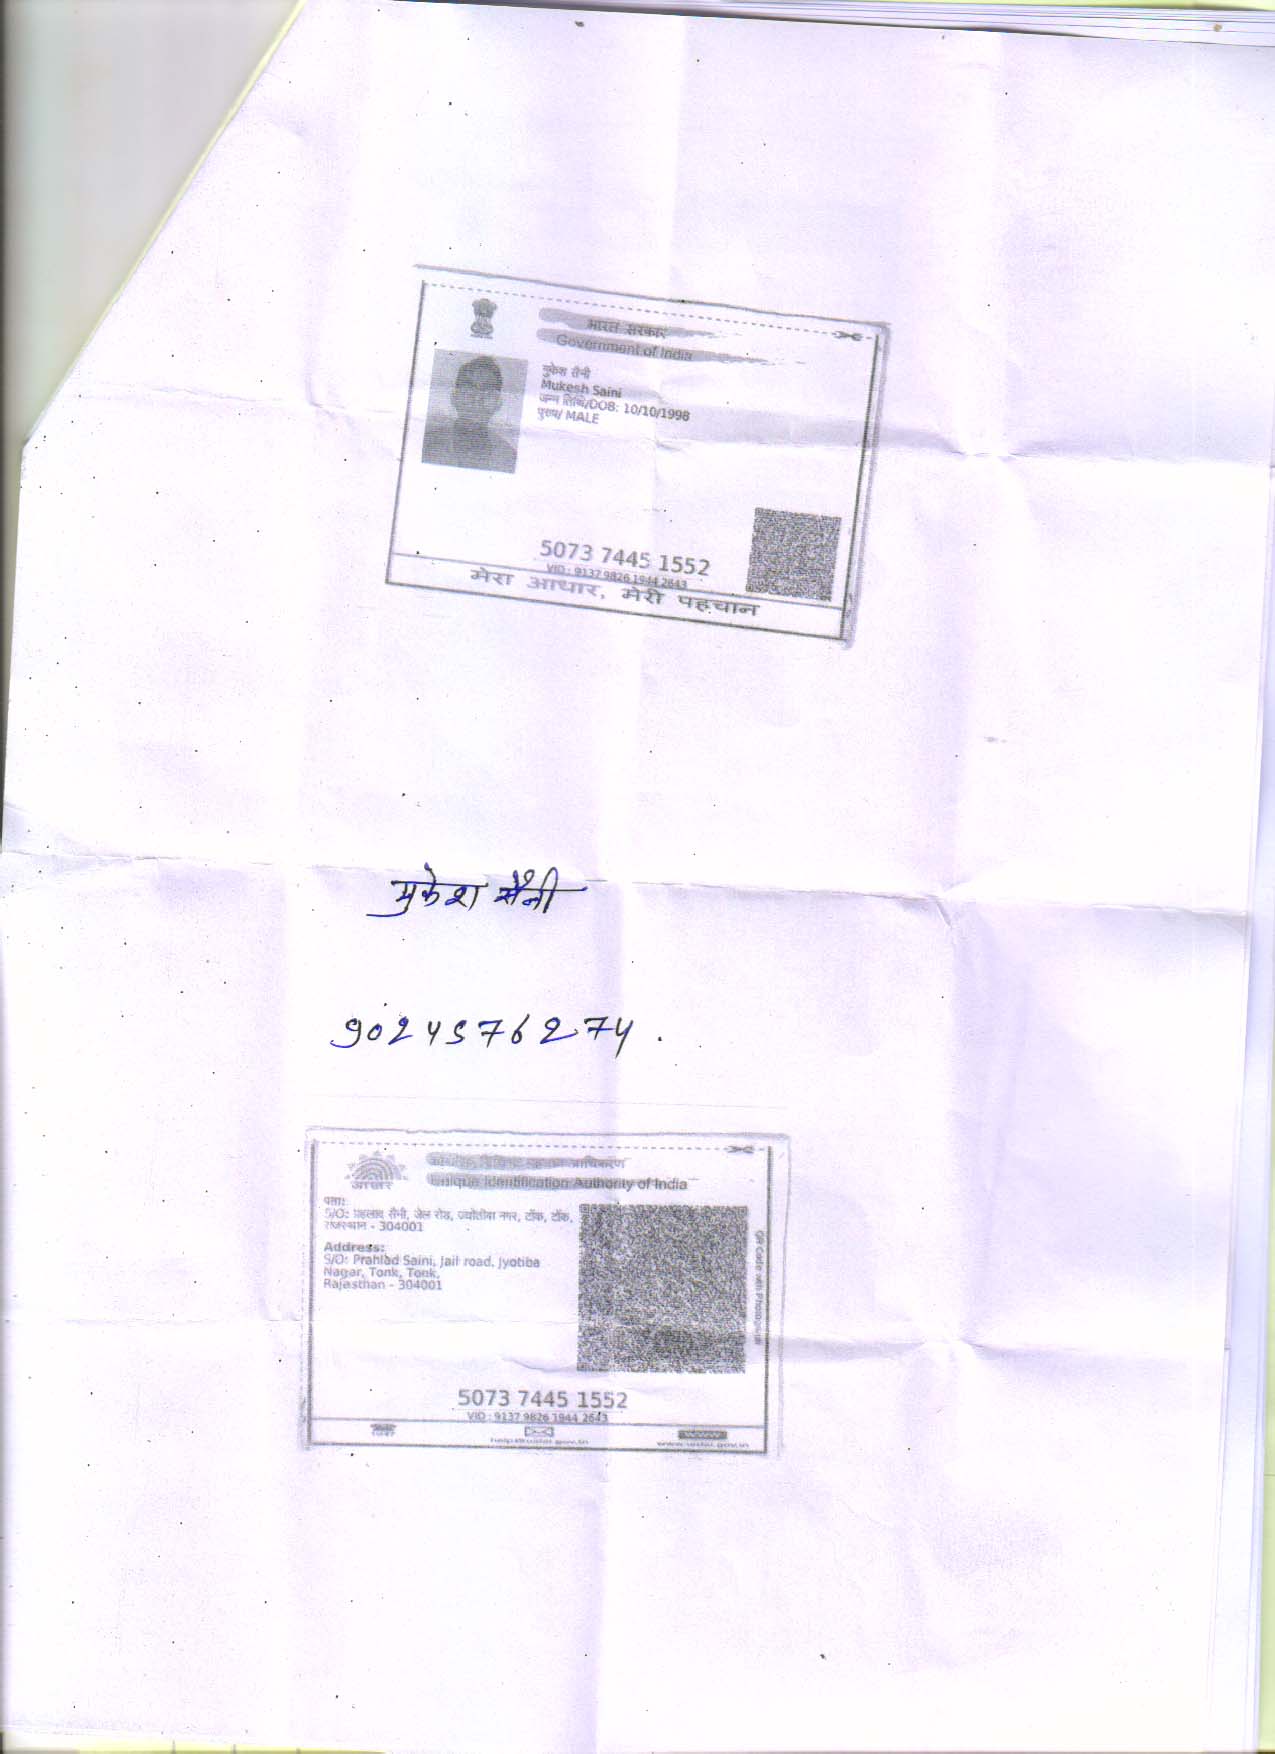 भारत सरकार
Government of India
मुकेश सैनी
Mukesh Saini
जन्म तिथि/DOB: 10/10/1998
पुरुष/ MALE
5073 7445 1552
VID : 9137 9826 1944 2643
मेरा आधार, मेरी पहचान
मुकेश सैनी
9024576274.
आधार
भारतीय विशिष्ट पहचान प्राधिकरण
Unique Identification Authority of India
पता:
S/O: प्रहलाद सैनी, जेल रोड, ज्योतीबा नगर, टोंक, टोंक,
राजस्थान - 304001
Address:
S/O: Prahlad Saini, Jail road, Jyotiba
Nagar, Tonk, Tonk,
Rajasthan - 304001
QR Code with Photograph
5073 7445 1552
VID : 9137 9826 1944 2643
1947
help@uidai.gov.in
www
www.uidai.gov.in